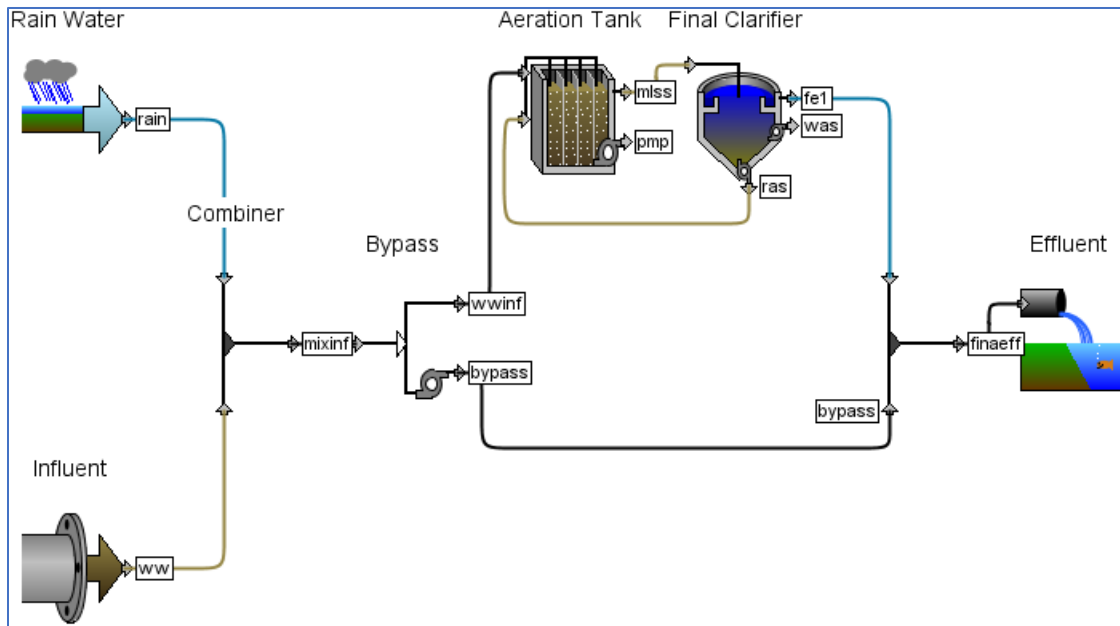 Rain Water
Aeration Tank
Final Clarifier
rain
mlss
fe1
was
pmp
ras
Combiner
Bypass
Effluent
wwinf
mixinf
finaeff
bypass
bypass
Influent
ww